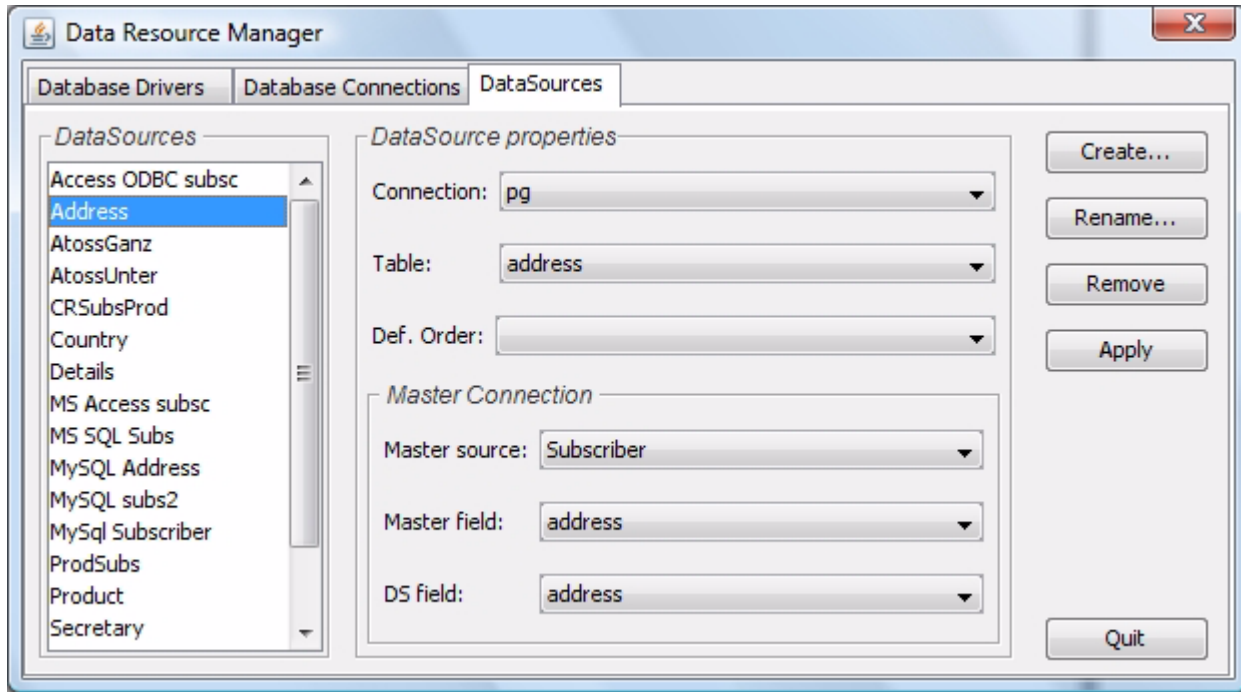 Data Resource Manager
Database Drivers
Database Connections
DataSources
DataSources
Access ODBC subsc
Address
AtossGanz
AtossUnter
CRSubsProd
Country
Details
MS Access subsc
MS SQL Subs
MySQL Address
MySQL subs2
MySql Subscriber
ProdSubs
Product
Secretary
DataSource properties
Connection: pg
Table: address
Def. Order:
Master Connection
Master source: Subscriber
Master field: address
DS field: address
Create...
Rename...
Remove
Apply
Quit